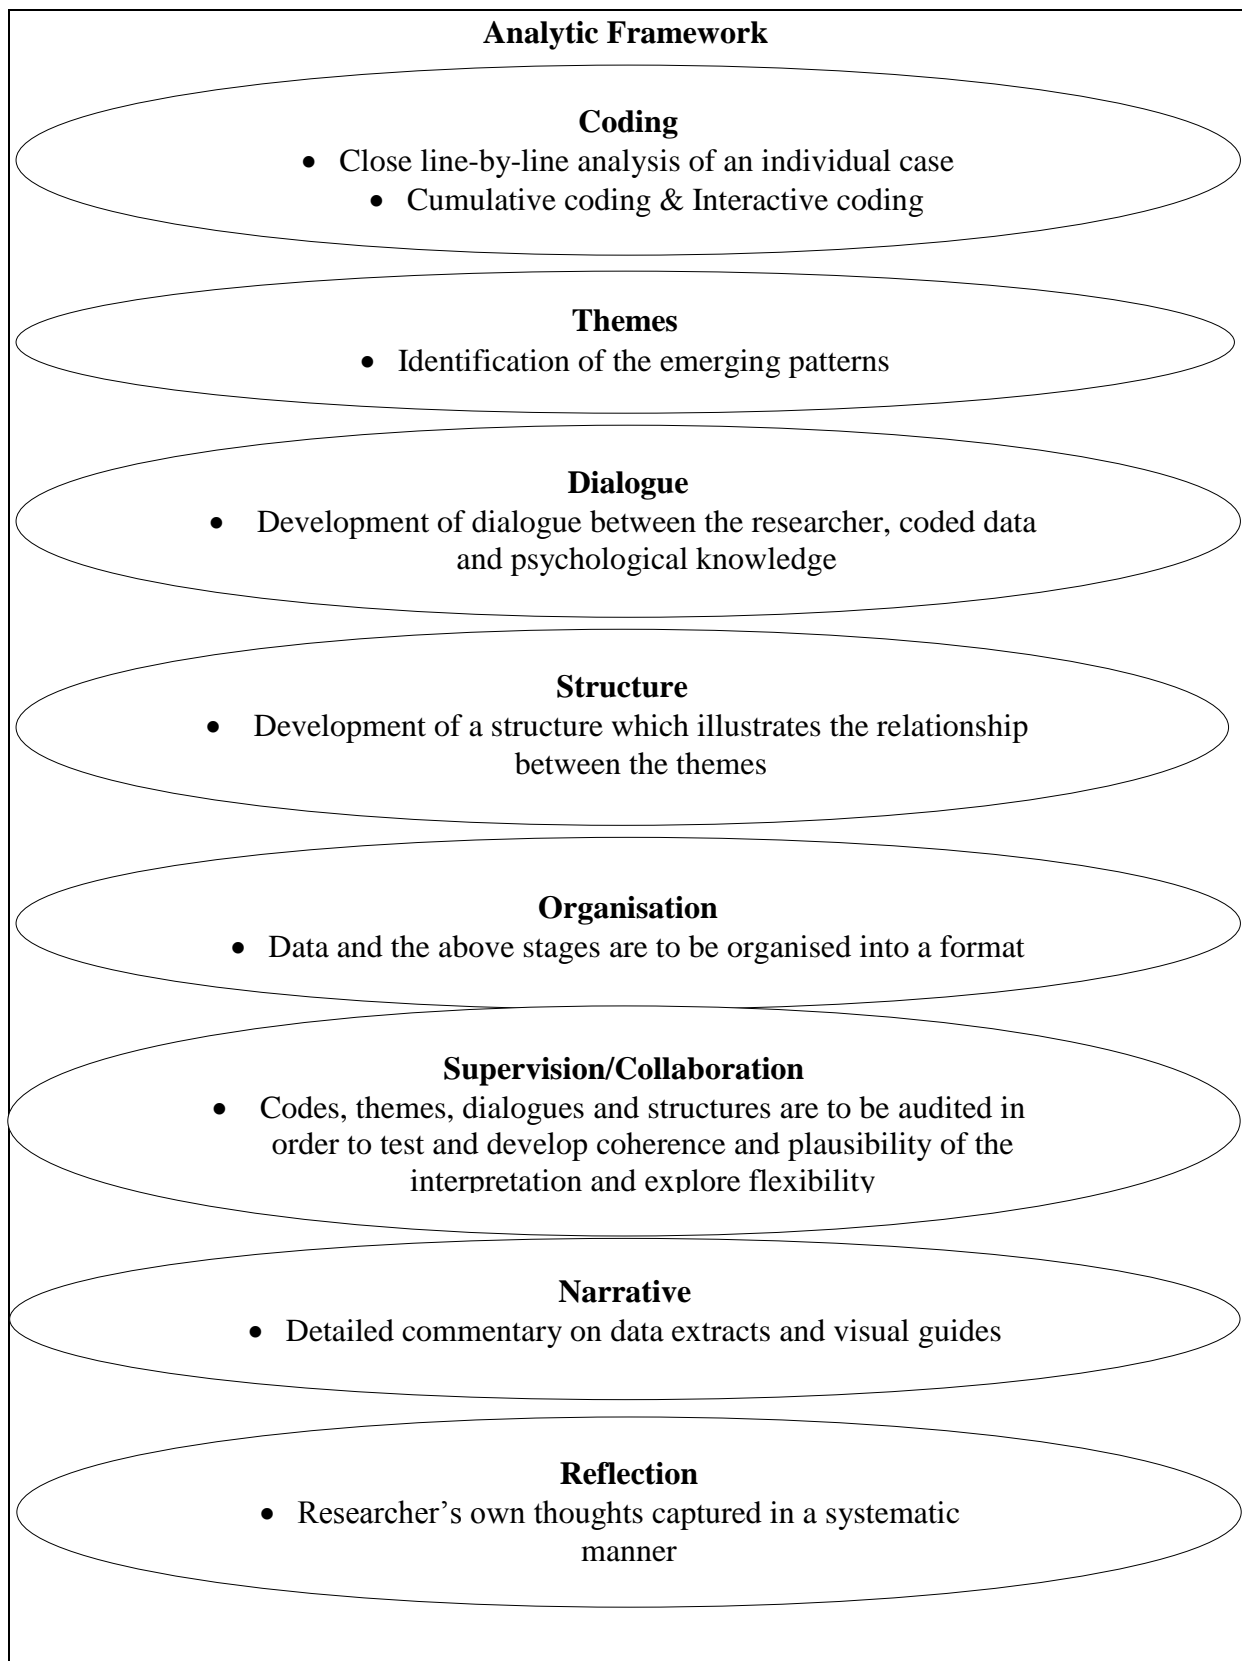 Analytic Framework
Coding
• Close line-by-line analysis of an individual case
• Cumulative coding & Interactive coding
Themes
• Identification of the emerging patterns
Dialogue
• Development of dialogue between the researcher, coded data
and psychological knowledge
Structure
• Development of a structure which illustrates the relationship
between the themes
Organisation
• Data and the above stages are to be organised into a format
Supervision/Collaboration
• Codes, themes, dialogues and structures are to be audited in
order to test and develop coherence and plausibility of the
interpretation and explore flexibility
Narrative
• Detailed commentary on data extracts and visual guides
Reflection
• Researcher’s own thoughts captured in a systematic
manner